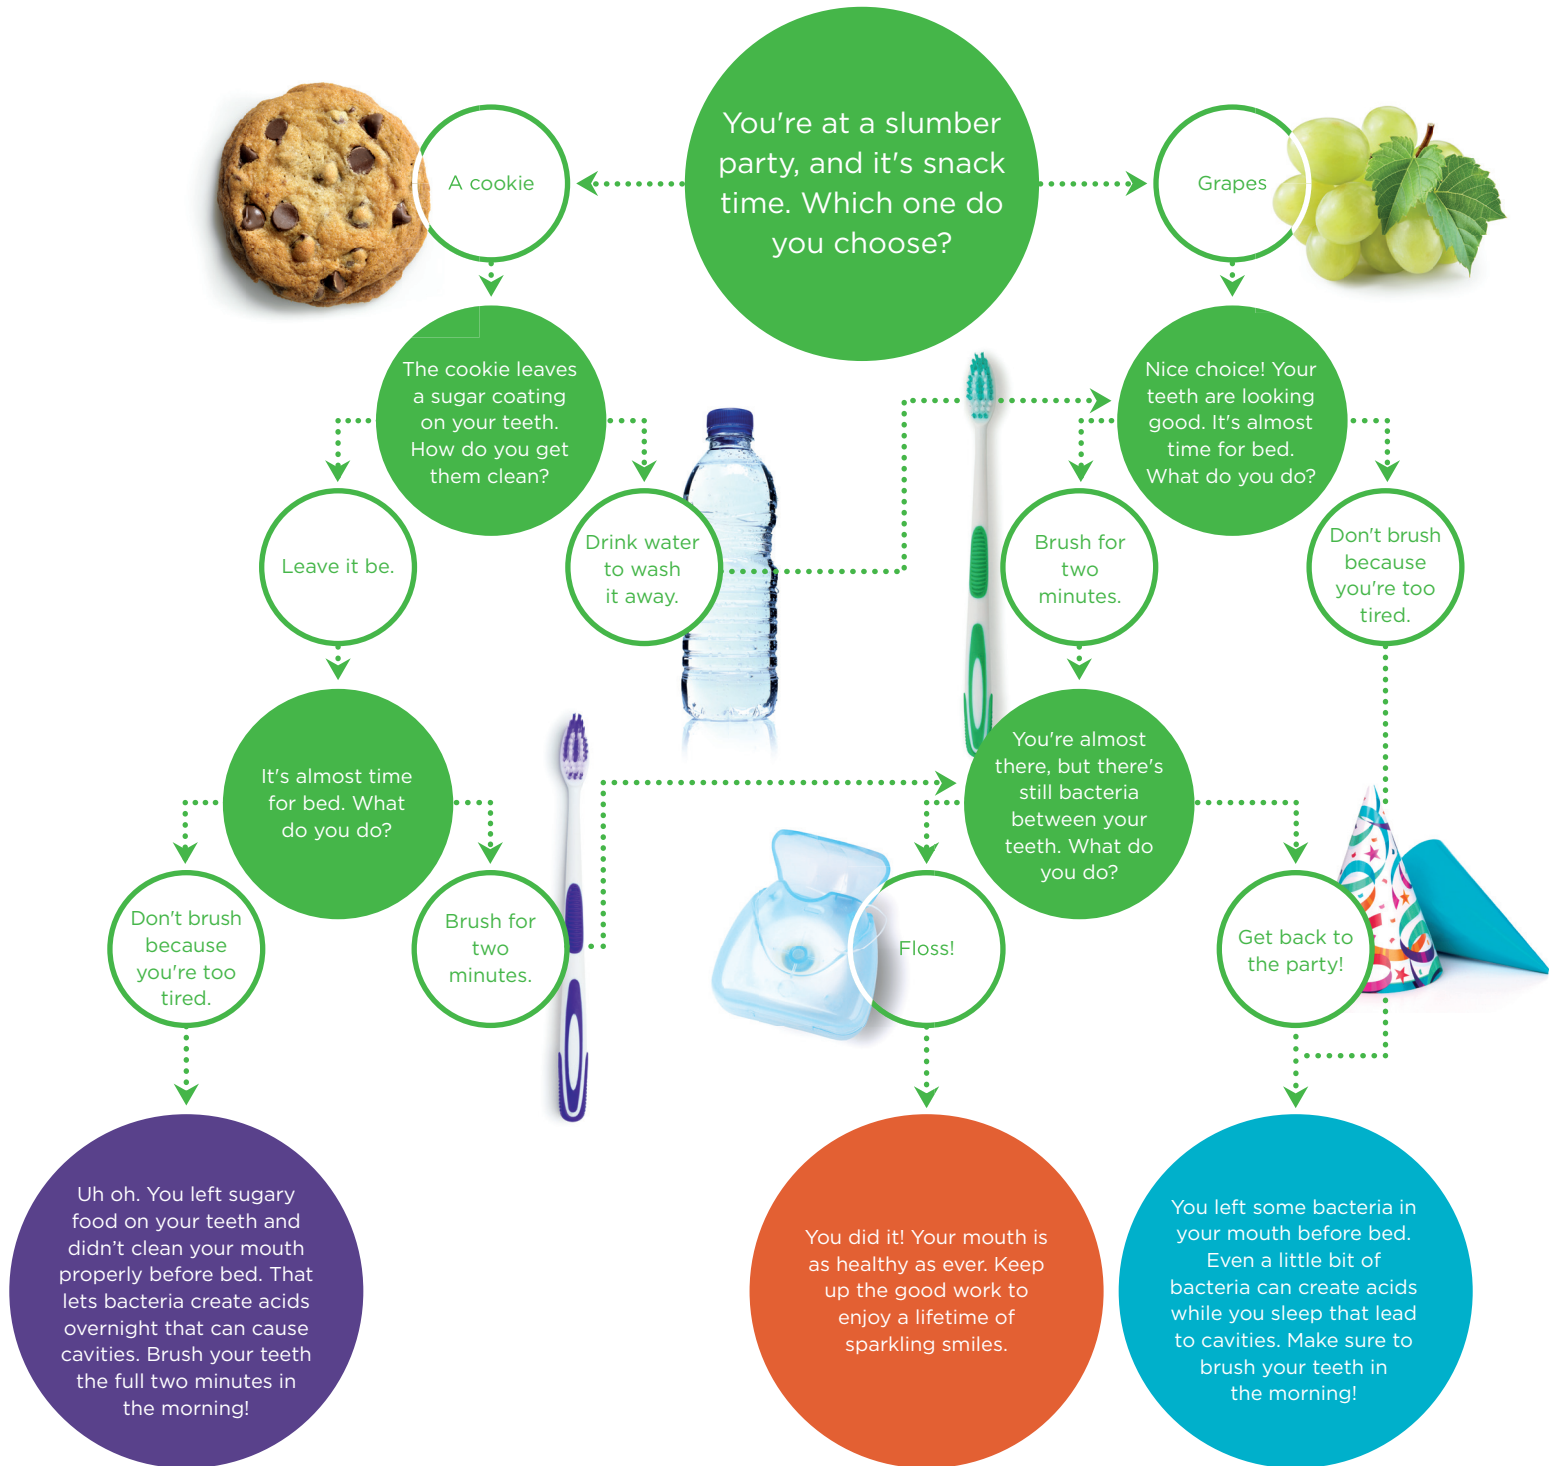 You're at a slumber
party, and it's snack
time. Which one do
you choose?
A cookie
Grapes
The cookie leaves
a sugar coating
on your teeth.
How do you get
them clean?
Nice choice! Your
teeth are looking
good. It's almost
time for bed.
What do you do?
Leave it be.
Drink water
to wash
it away.
Brush for
two
minutes.
Don't brush
because
you're too
tired.
It's almost time
for bed. What
do you do?
You're almost
there, but there's
still bacteria
between your
teeth. What do
you do?
Don't brush
because
you're too
tired.
Brush for
two
minutes.
Floss!
Get back to
the party!
Uh oh. You left sugary
food on your teeth and
didn’t clean your mouth
properly before bed. That
lets bacteria create acids
overnight that can cause
cavities. Brush your teeth
the full two minutes in
the morning!
You did it! Your mouth is
as healthy as ever. Keep
up the good work to
enjoy a lifetime of
sparkling smiles.
You left some bacteria in
your mouth before bed.
Even a little bit of
bacteria can create acids
while you sleep that lead
to cavities. Make sure to
brush your teeth in
the morning!